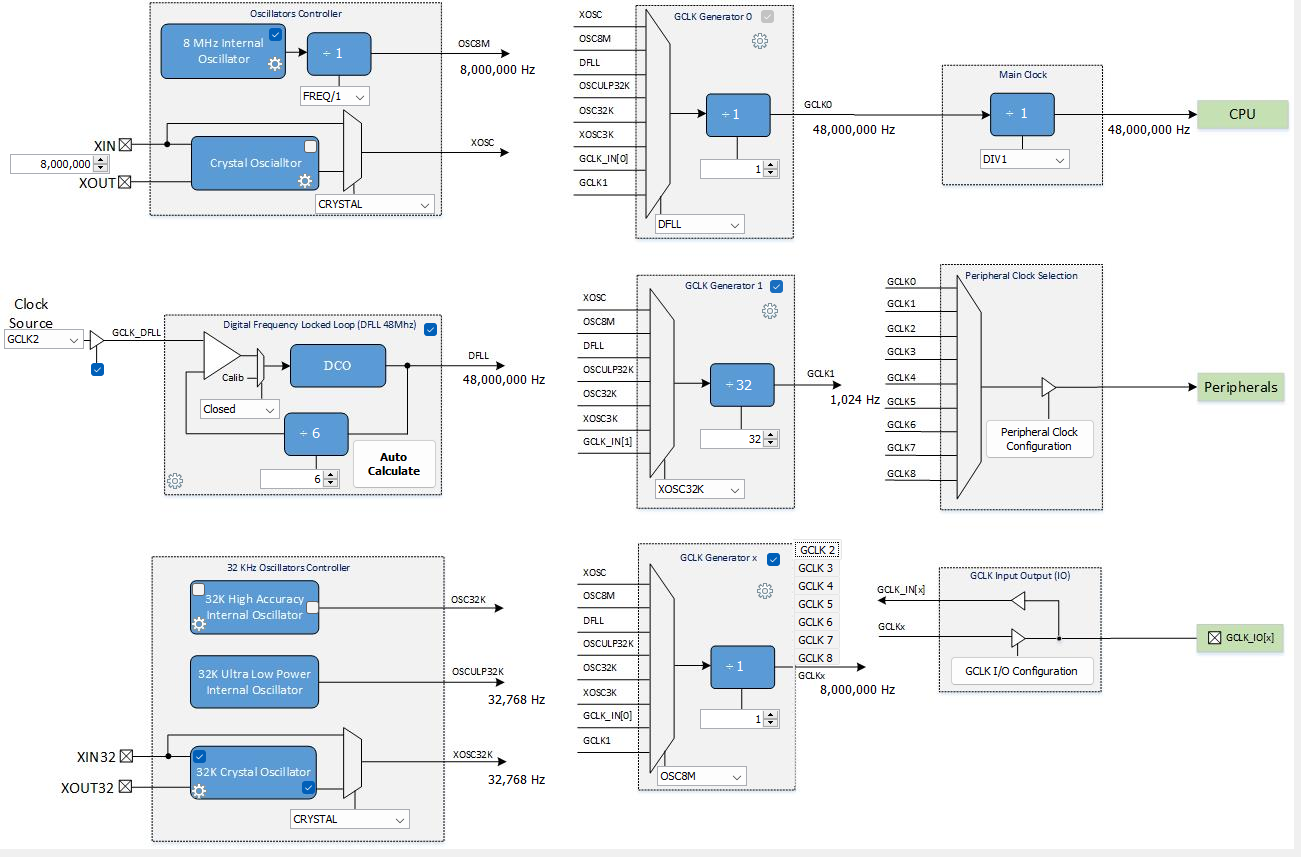 Oscillators Controller
8 MHz Internal
Oscillator
÷ 1
OSC8M
8,000,000 Hz
FREQ/1
XIN
8,000,000
XOUT
Crystal Oscialltor
XOSC
CRYSTAL
GCLK Generator 0
XOSC
OSC8M
DFLL
OSCULP32K
OSC32K
XOSC3K
GCLK_IN[0]
GCLK1
÷1
1
DFLL
GCLK0
48,000,000 Hz
Main Clock
÷ 1
DIV1
48,000,000 Hz
CPU
Clock
Source
GCLK2
GCLK_DFLL
Digital Frequency Locked Loop (DFLL 48Mhz)
Calib
DCO
Closed
÷ 6
6
Auto
Calculate
DFLL
48,000,000 Hz
GCLK Generator 1
XOSC
OSC8M
DFLL
OSCULP32K
OSC32K
XOSC3K
GCLK_IN[1]
÷32
32
XOSC32K
GCLK1
1,024 Hz
Peripheral Clock Selection
GCLK0
GCLK1
GCLK2
GCLK3
GCLK4
GCLK5
GCLK6
GCLK7
GCLK8
Peripheral Clock
Configuration
Peripherals
32 KHz Oscillators Controller
32K High Accuracy
Internal Oscillator
OSC32K
32K Ultra Low Power
Internal Oscillator
OSCULP32K
32,768 Hz
XIN32
XOUT32
32K Crystal Oscillator
XOSC32K
32,768 Hz
CRYSTAL
GCLK Generator x
XOSC
OSC8M
DFLL
OSCULP32K
OSC32K
XOSC3K
GCLK_IN[0]
GCLK1
÷1
1
OSC8M
GCLK 2
GCLK 3
GCLK 4
GCLK 5
GCLK 6
GCLK 7
GCLK 8
GCLKx
8,000,000 Hz
GCLK Input Output (IO)
GCLK_IN[x]
GCLKx
GCLK I/O Configuration
GCLK_IO[x]